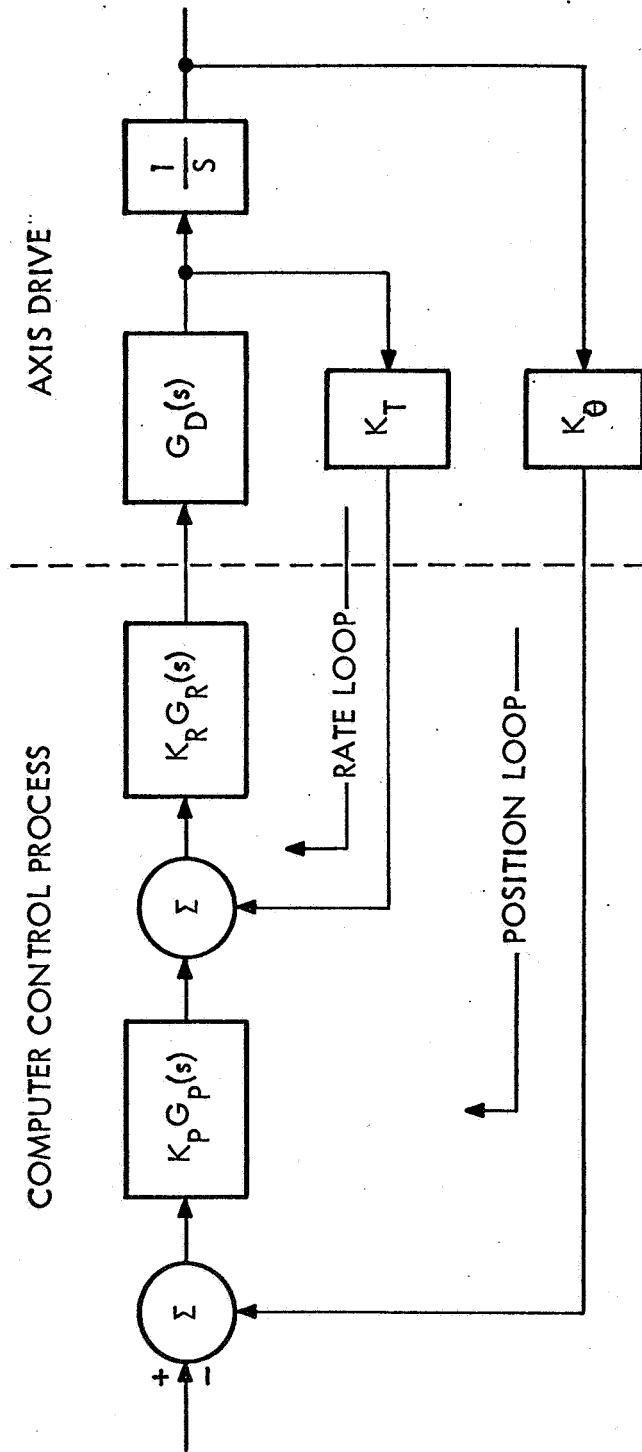 COMPUTER CONTROL PROCESS
AXIS DRIVE
+
−
Σ
K_P G_P(s)
Σ
K_R G_R(s)
G_D(s)
1
S
RATE LOOP
K_T
POSITION LOOP
K_θ